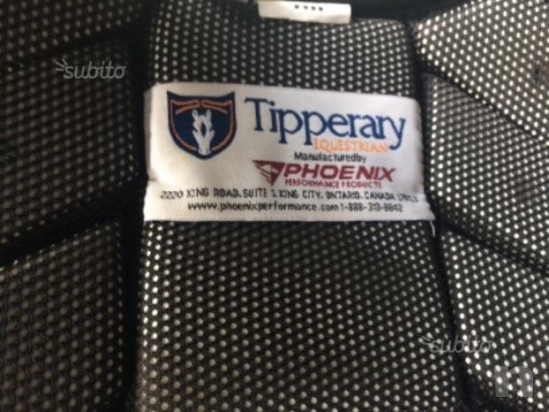 subito
Tipperary
EQUESTRIAN
Manufactured by
PHOENIX
PERFORMANCE PRODUCTS
2220 KING ROAD, SUITE 1, KING CITY, ONTARIO, CANADA
www.phoenixperformance.com 1-888-313-8842
subito
n